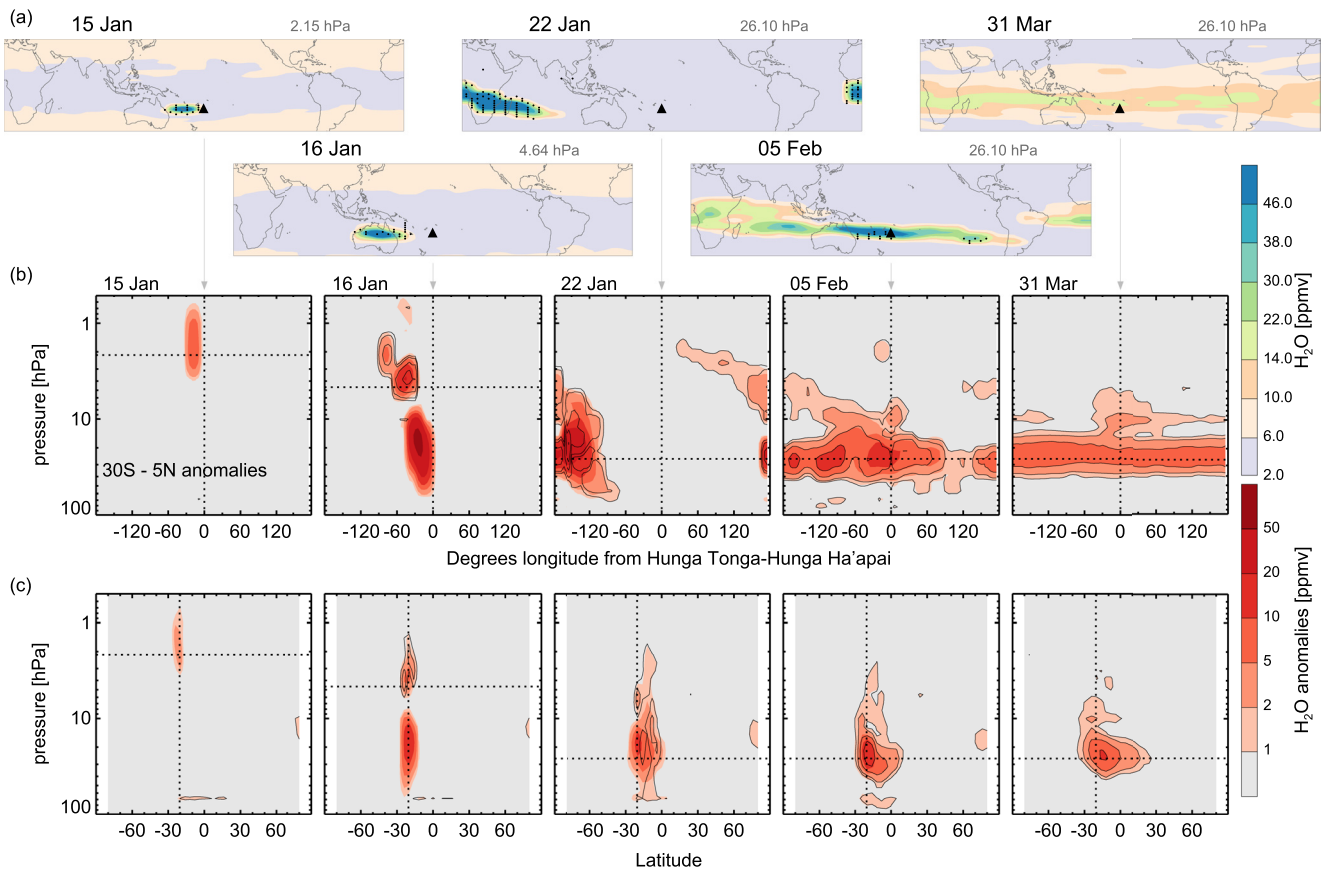 (a)
15 Jan 2.15 hPa
22 Jan 26.10 hPa
31 Mar 26.10 hPa
16 Jan 4.64 hPa
05 Feb 26.10 hPa
46.0
38.0
30.0
22.0
14.0
10.0
6.0
2.0
H₂O [ppmv]
50
20
10
5
2
1
H₂O anomalies [ppmv]
(b)
15 Jan
16 Jan
22 Jan
05 Feb
31 Mar
pressure [hPa]
1
10
100
30S - 5N anomalies
-120 -60 0 60 120
-120 -60 0 60 120
-120 -60 0 60 120
-120 -60 0 60 120
-120 -60 0 60 120
Degrees longitude from Hunga Tonga-Hunga Ha'apai
(c)
pressure [hPa]
1
10
100
-60 -30 0 30 60
-60 -30 0 30 60
-60 -30 0 30 60
-60 -30 0 30 60
-60 -30 0 30 60
Latitude